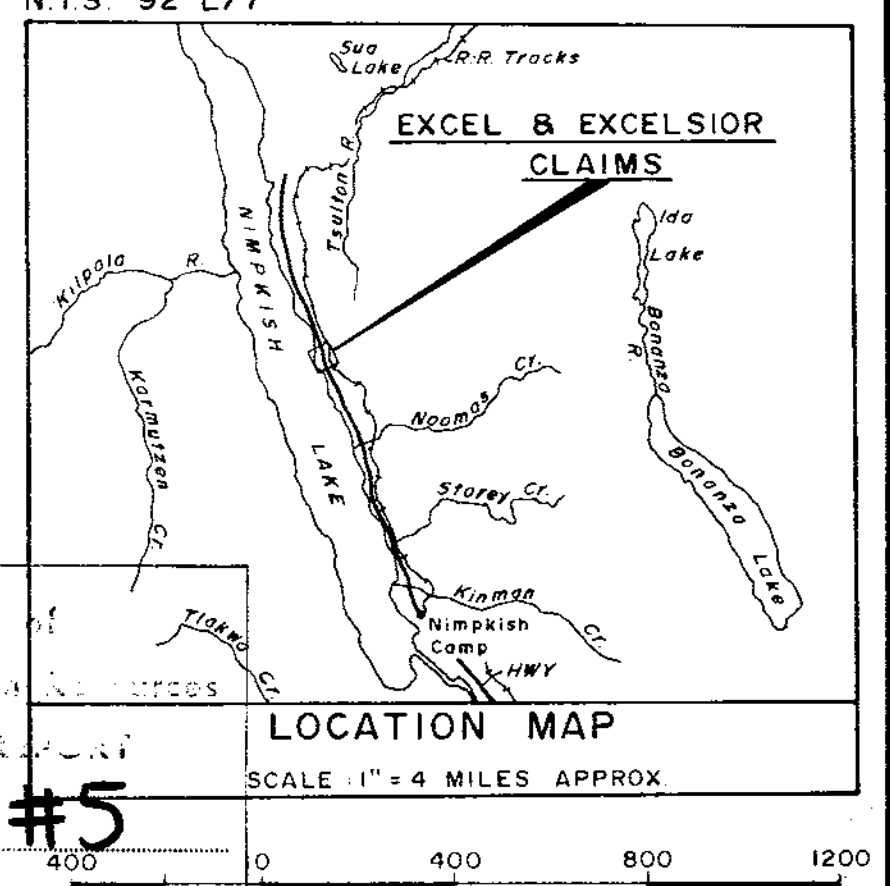 N.T.S. 92 L/7
Sua
Lake
R.R. Tracks
EXCEL & EXCELSIOR
CLAIMS
Tsulton R.
Ida
Lake
NIMPKISH
LAKE
Kilpala R.
Bonanza
R.
Karmutzen Cr.
Noomas Cr.
Storey Cr.
Bonanza Lake
Kinman Cr.
Tlakwa Cr.
Nimpkish
Camp
HWY
of
LOCATION MAP
SCALE : 1" = 4 MILES APPROX.
#5
400 0 400 800 1200